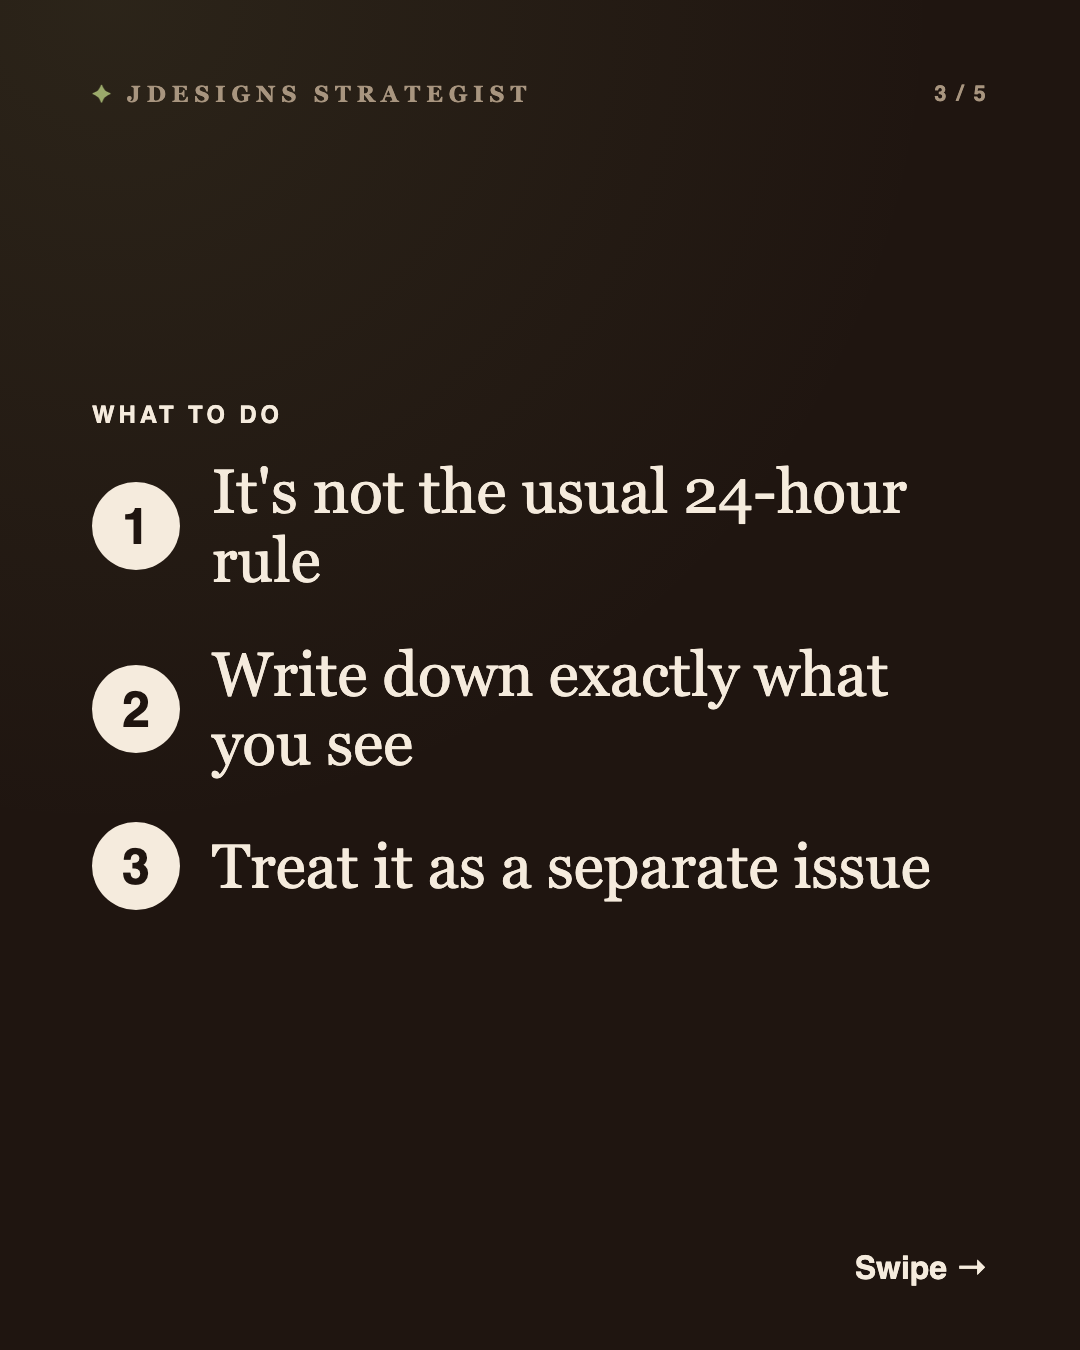 ✦ JDESIGNS STRATEGIST
3 / 5
WHAT TO DO
1 It's not the usual 24-hour
rule
2 Write down exactly what
you see
3 Treat it as a separate issue
Swipe →